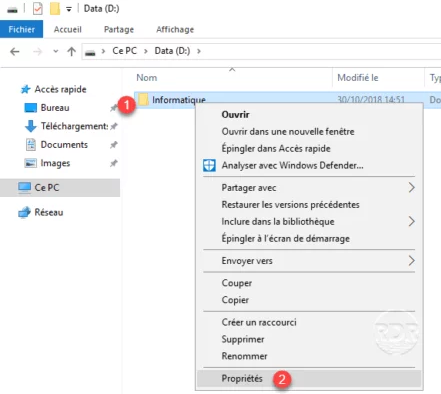 Data (D:)
Fichier Accueil Partage Affichage
Ce PC > Data (D:) >
Nom Modifié le Ty
Accès rapide
Bureau
Téléchargement:
Documents
Images
Ce PC
Réseau
1 Informatique 30/10/2018 14:51 Do
Ouvrir
Ouvrir dans une nouvelle fenêtre
Épingler dans Accès rapide
Analyser avec Windows Defender...
Partager avec
Restaurer les versions précédentes
Inclure dans la bibliothèque
Épingler à l'écran de démarrage
Envoyer vers
Couper
Copier
Créer un raccourci
Supprimer
Renommer
Propriétés 2
RDR